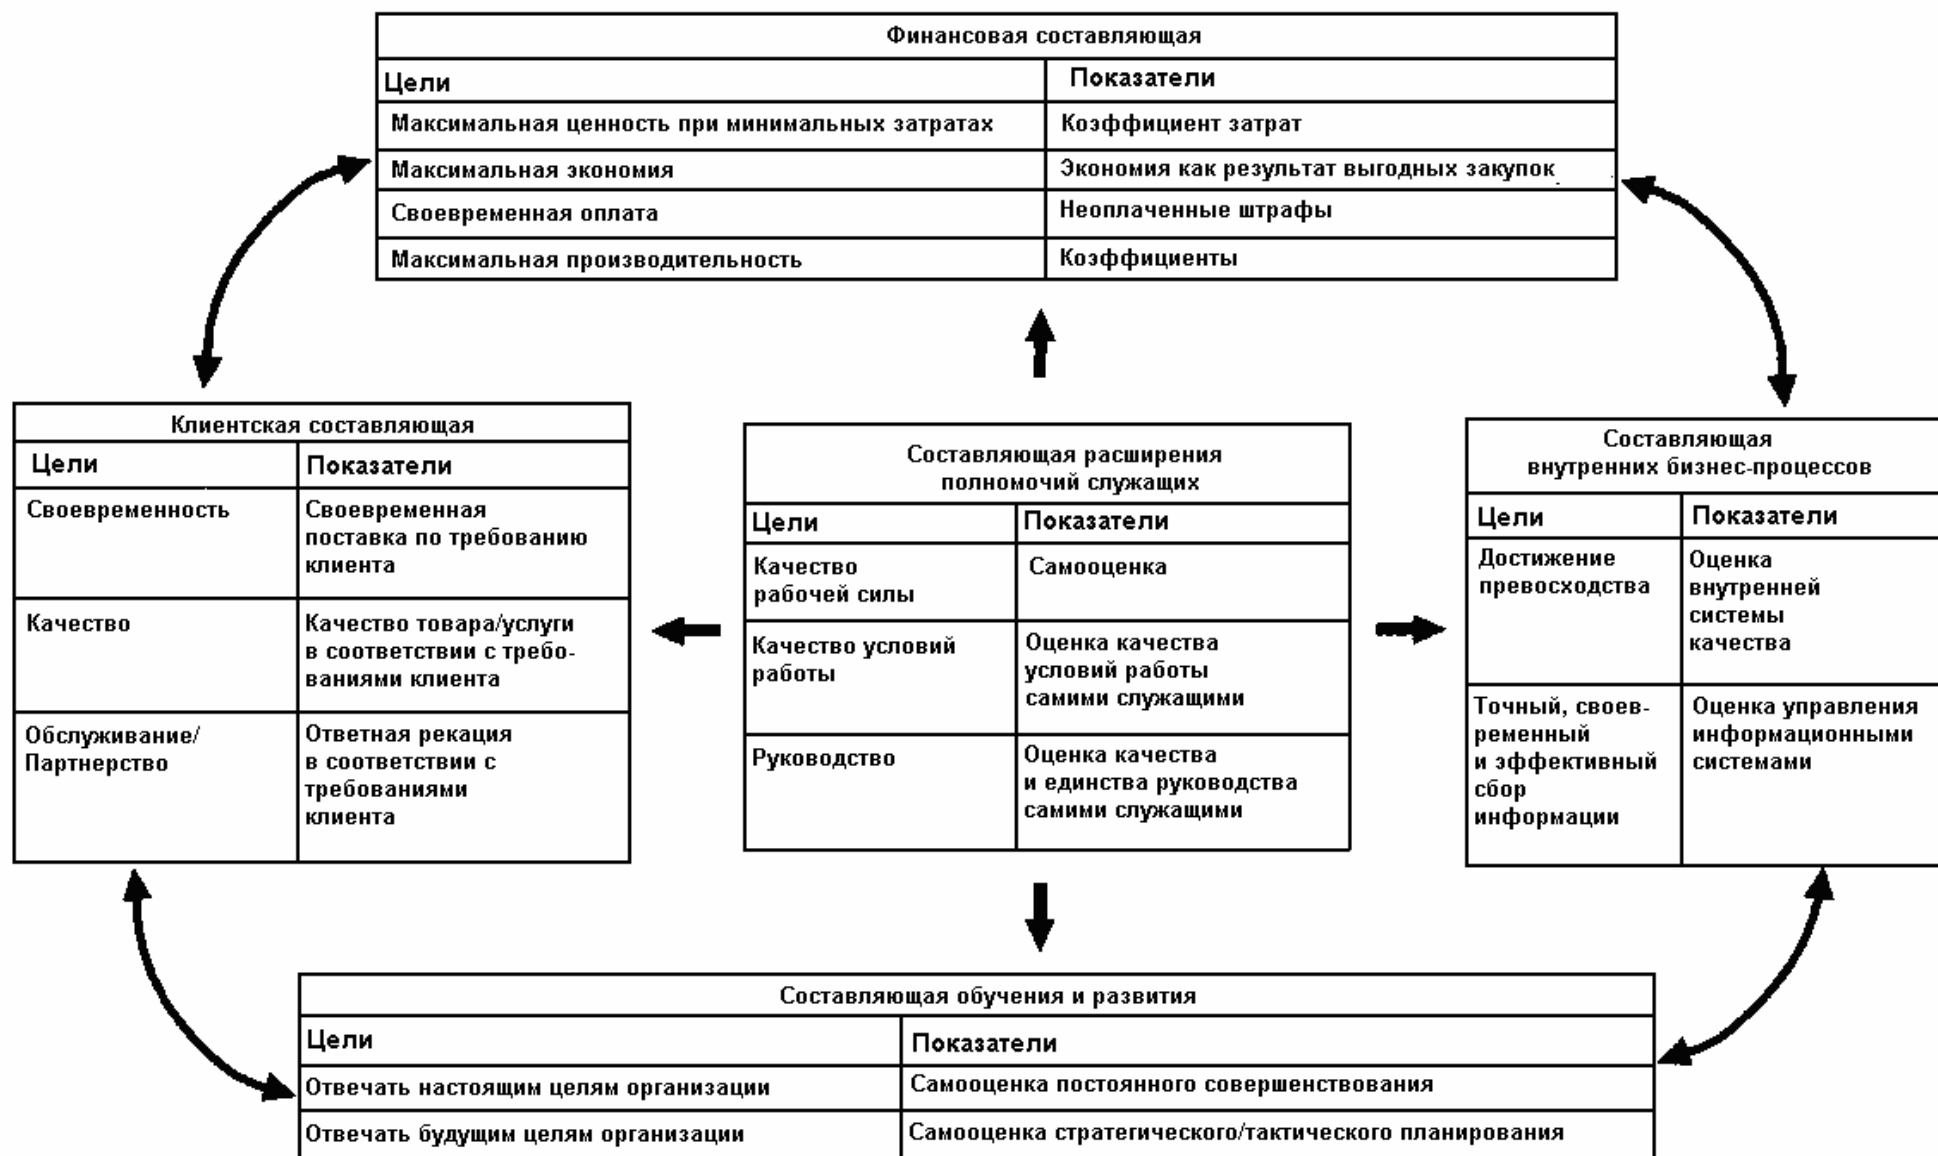 Финансовая составляющая
Цели
Показатели
Максимальная ценность при минимальных затратах
Коэффициент затрат
Максимальная экономия
Экономия как результат выгодных закупок
Своевременная оплата
Неоплаченные штрафы
Максимальная производительность
Коэффициенты
Клиентская составляющая
Цели
Показатели
Своевременность
Своевременная
поставка по требованию
клиента
Качество
Качество товара/услуги
в соответствии с требо-
ваниями клиента
Обслуживание/
Партнерство
Ответная рекация
в соответствии с
требованиями
клиента
Составляющая расширения
полномочий служащих
Цели
Показатели
Качество
рабочей силы
Самооценка
Качество условий
работы
Оценка качества
условий работы
самими служащими
Руководство
Оценка качества
и единства руководства
самими служащими
Составляющая
внутренних бизнес-процессов
Цели
Показатели
Достижение
превосходства
Оценка
внутренней
системы
качества
Точный, своев-
ременный
и эффективный
сбор
информации
Оценка управления
информационными
системами
Составляющая обучения и развития
Цели
Показатели
Отвечать настоящим целям организации
Самооценка постоянного совершенствования
Отвечать будущим целям организации
Самооценка стратегического/тактического планирования